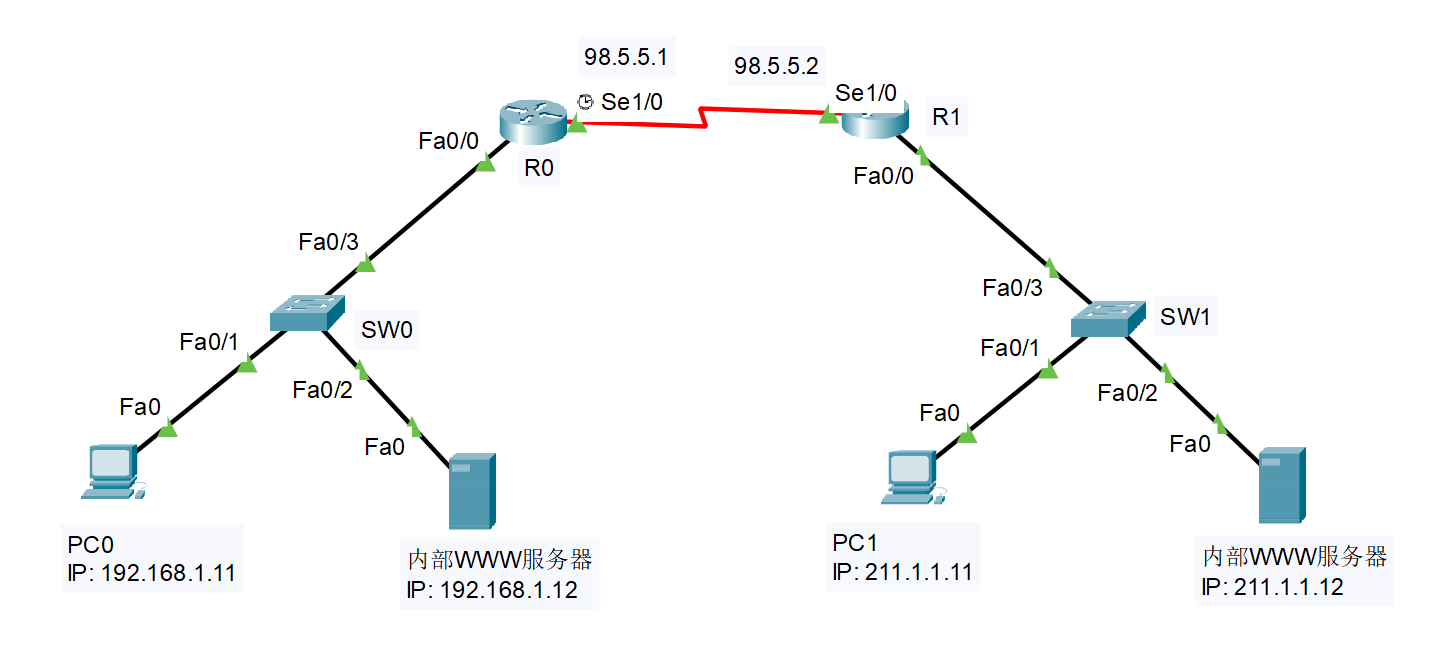 98.5.5.1
98.5.5.2
Se1/0
Se1/0
R1
Fa0/0
R0
Fa0/0
Fa0/3
Fa0/3
SW0
SW1
Fa0/1
Fa0/1
Fa0/2
Fa0/2
Fa0
Fa0
Fa0
Fa0
PC0
IP: 192.168.1.11
内部WWW服务器
IP: 192.168.1.12
PC1
IP: 211.1.1.11
内部WWW服务器
IP: 211.1.1.12